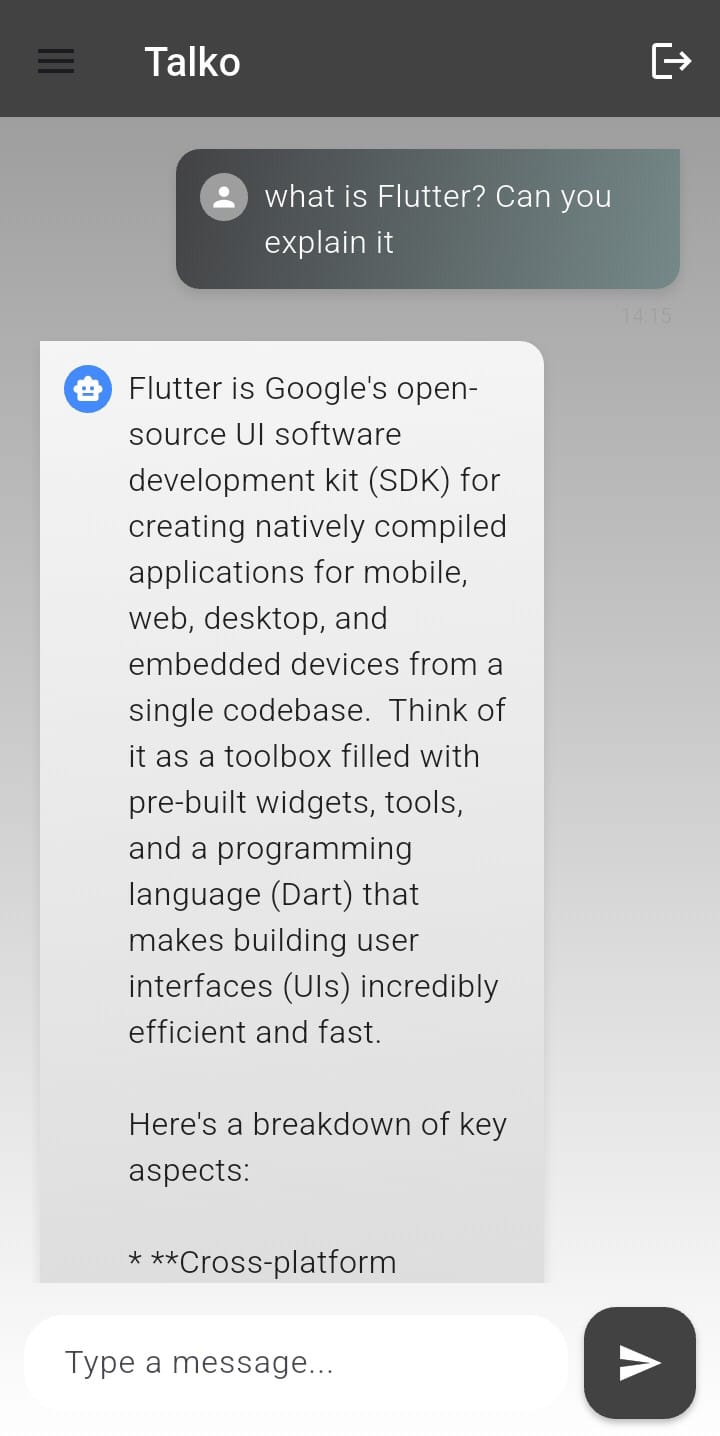 Talko
what is Flutter? Can you
explain it
14:15
Flutter is Google's open-
source UI software
development kit (SDK) for
creating natively compiled
applications for mobile,
web, desktop, and
embedded devices from a
single codebase.  Think of
it as a toolbox filled with
pre-built widgets, tools,
and a programming
language (Dart) that
makes building user
interfaces (UIs) incredibly
efficient and fast.
Here's a breakdown of key
aspects:
* **Cross-platform
Type a message...